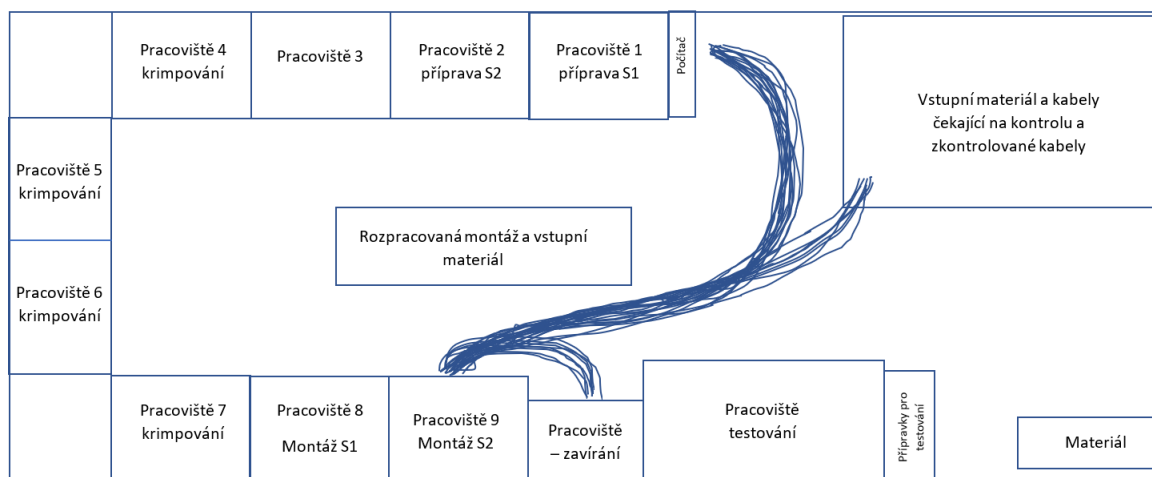 Pracoviště 4
krimpování
Pracoviště 3
Pracoviště 2
příprava S2
Pracoviště 1
příprava S1
Počítač
Vstupní materiál a kabely
čekající na kontrolu a
zkontrolované kabely
Pracoviště 5
krimpování
Rozpracovaná montáž a vstupní
materiál
Pracoviště 6
krimpování
Pracoviště 7
krimpování
Pracoviště 8
Montáž S1
Pracoviště 9
Montáž S2
Pracoviště
– zavírání
Pracoviště
testování
Přípravky pro
testování
Materiál